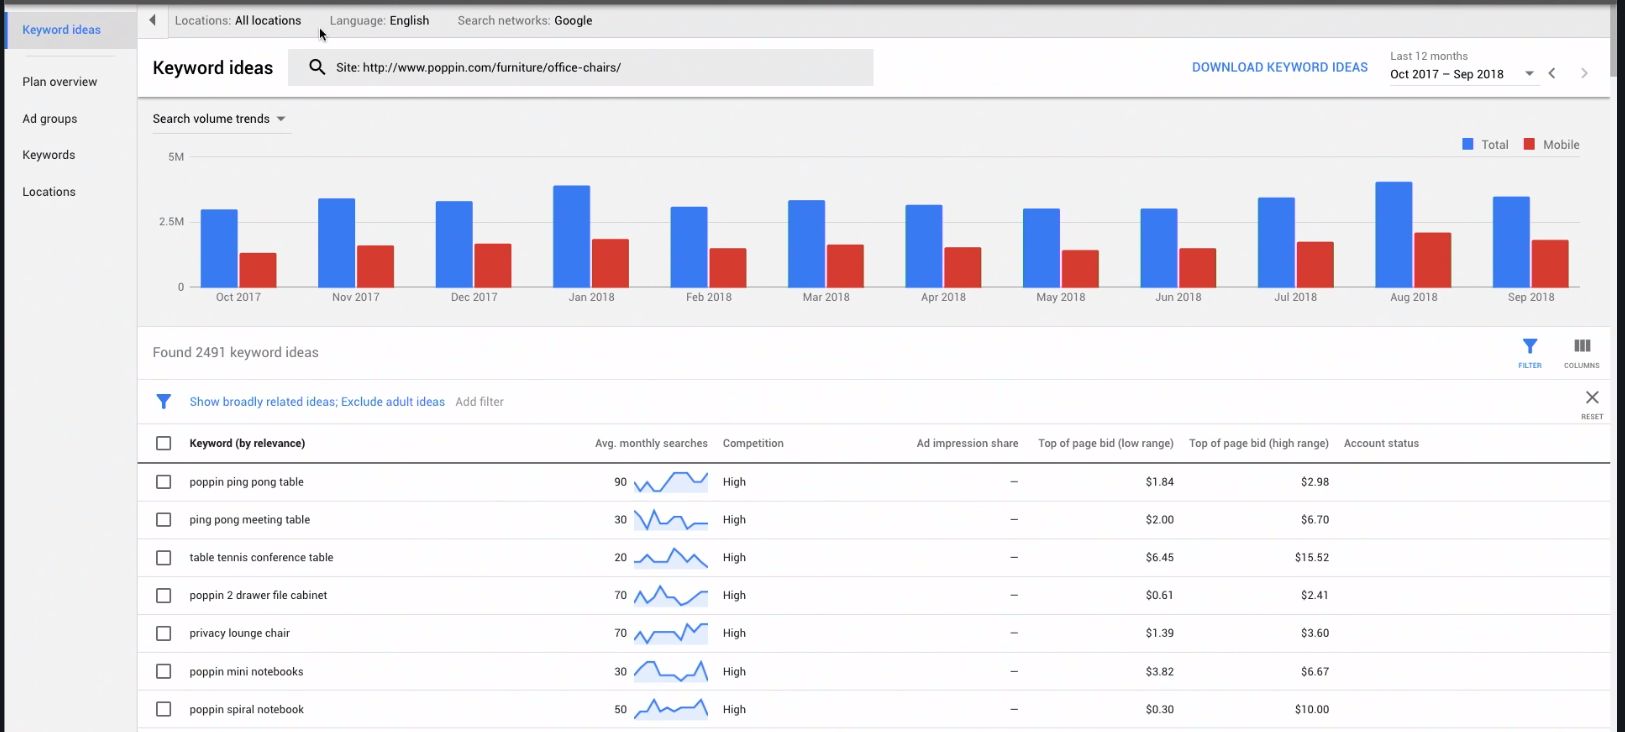 Keyword ideas
Plan overview
Ad groups
Keywords
Locations
Locations: All locations Language: English Search networks: Google
Keyword ideas Site: http://www.poppin.com/furniture/office-chairs/ DOWNLOAD KEYWORD IDEAS
Last 12 months
Oct 2017 – Sep 2018
Search volume trends
Total Mobile
5M
2.5M
0
Oct 2017 Nov 2017 Dec 2017 Jan 2018 Feb 2018 Mar 2018 Apr 2018 May 2018 Jun 2018 Jul 2018 Aug 2018 Sep 2018
Found 2491 keyword ideas
FILTER COLUMNS
Show broadly related ideas; Exclude adult ideas Add filter
RESET
Keyword (by relevance) Avg. monthly searches Competition Ad impression share Top of page bid (low range) Top of page bid (high range) Account status
poppin ping pong table 90 High – $1.84 $2.98
ping pong meeting table 30 High – $2.00 $6.70
table tennis conference table 20 High – $6.45 $15.52
poppin 2 drawer file cabinet 70 High – $0.61 $2.41
privacy lounge chair 70 High – $1.39 $3.60
poppin mini notebooks 30 High – $3.82 $6.67
poppin spiral notebook 50 High – $0.30 $10.00